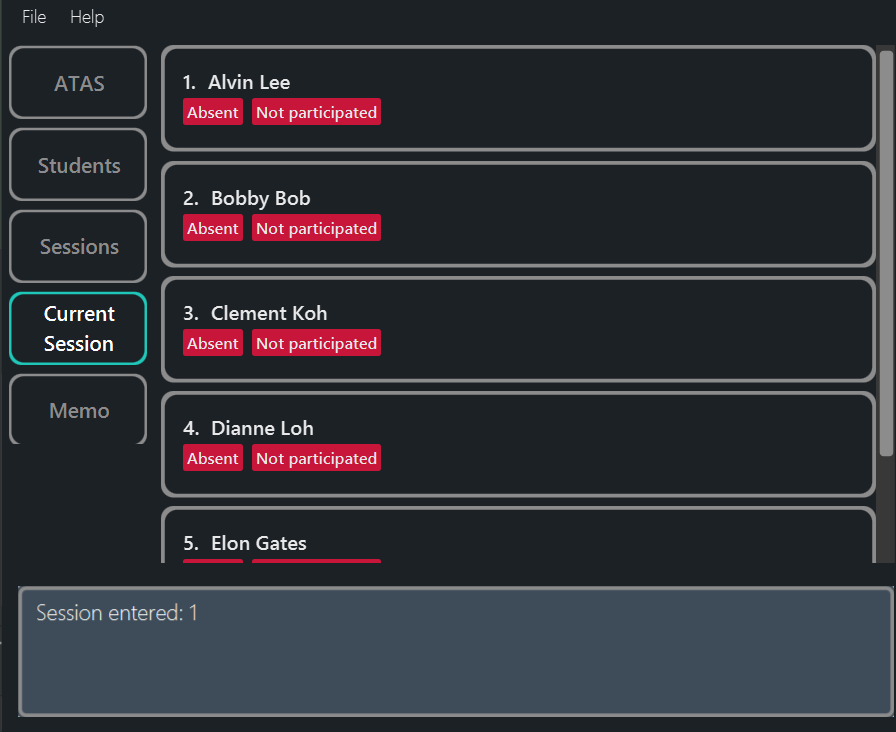 File Help
ATAS
Students
Sessions
Current
Session
Memo
1. Alvin Lee
Absent Not participated
2. Bobby Bob
Absent Not participated
3. Clement Koh
Absent Not participated
4. Dianne Loh
Absent Not participated
5. Elon Gates
Session entered: 1